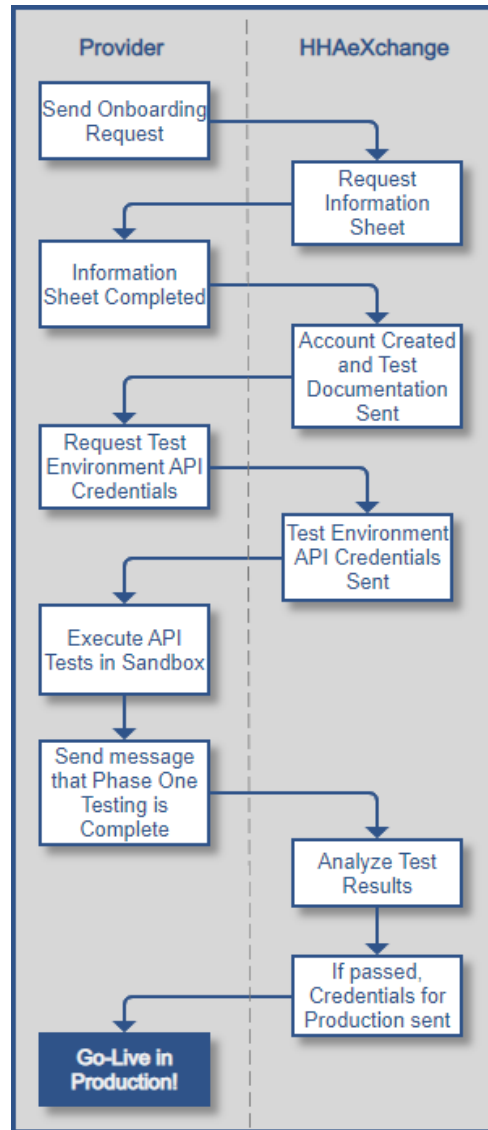 Provider
HHAeXchange
Send Onboarding
Request
Request
Information
Sheet
Information
Sheet Completed
Account Created
and Test
Documentation
Sent
Request Test
Environment API
Credentials
Test Environment
API Credentials
Sent
Execute API
Tests in Sandbox
Send message
that Phase One
Testing is
Complete
Analyze Test
Results
If passed,
Credentials for
Production sent
Go-Live in
Production!